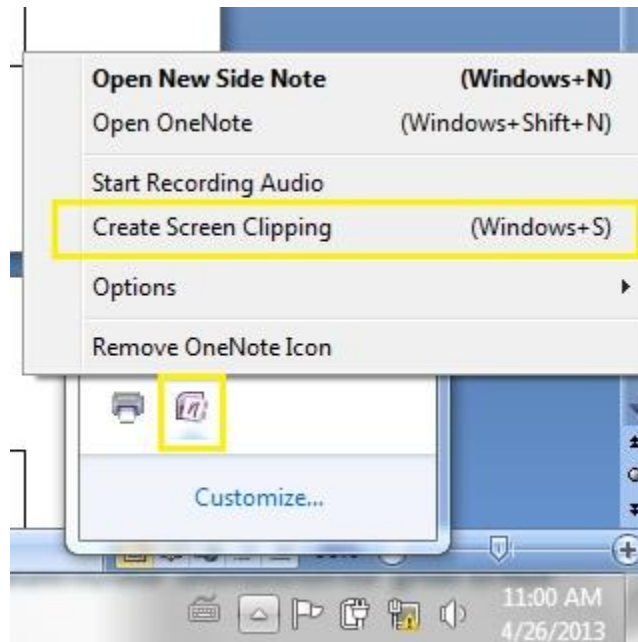 Open New Side Note (Windows+N)
Open OneNote (Windows+Shift+N)
Start Recording Audio
Create Screen Clipping (Windows+S)
Options
Remove OneNote Icon
Customize...
11:00 AM
4/26/2013